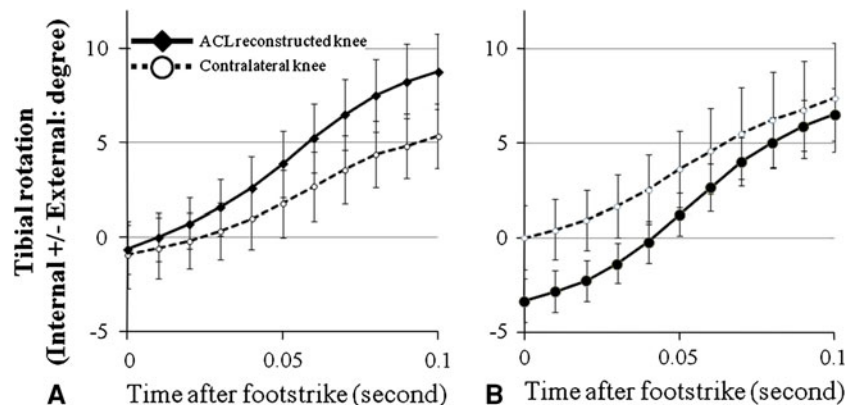 Tibial rotation
(Internal +/- External: degree)
10
5
0
-5
ACL reconstructed knee
Contralateral knee
0
0.05
0.1
A
Time after footstrike (second)
10
5
0
-5
0
0.05
0.1
B
Time after footstrike (second)